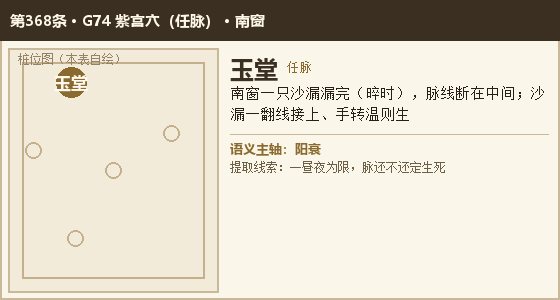 第368条·G74 紫宫六（任脉）·南窗
桩位图（本表自绘）
玉堂
玉堂 任脉
南窗一只沙漏漏完（晬时），脉线断在中间；沙
漏一翻线接上、手转温则生
语义主轴：阳衰
提取线索：一昼夜为限，脉还不还定生死